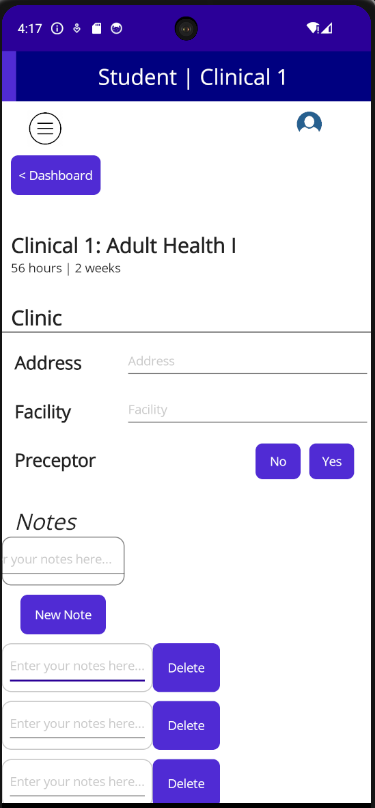 4:17
Student | Clinical 1
< Dashboard
Clinical 1: Adult Health I
56 hours | 2 weeks
Clinic
Address Address
Facility Facility
Preceptor No Yes
Notes
r your notes here...
New Note
Enter your notes here... Delete
Enter your notes here... Delete
Enter your notes here... Delete